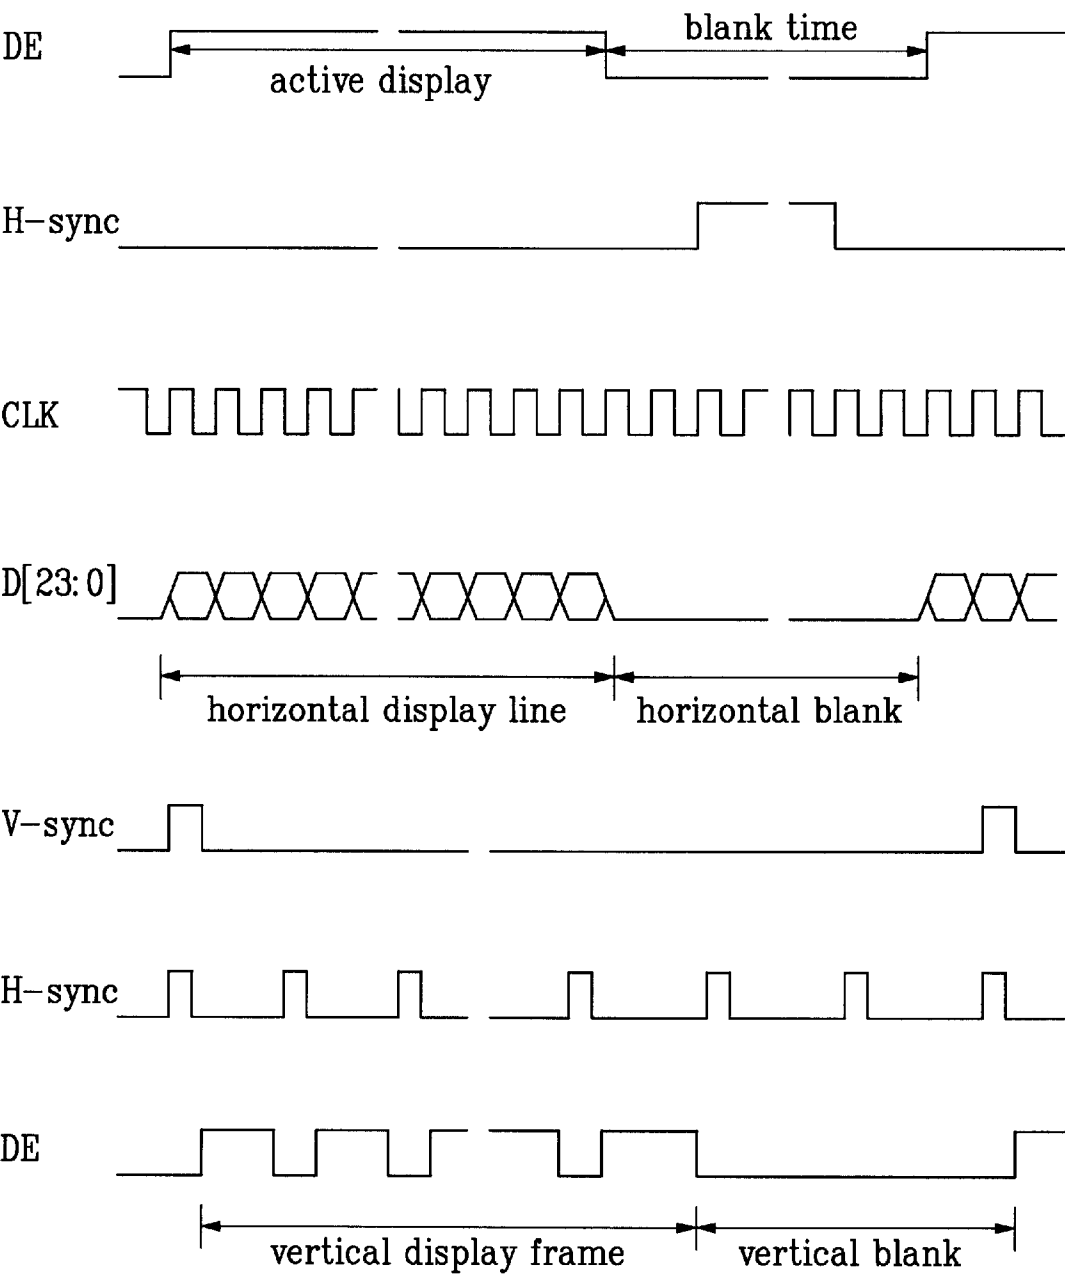 DE
blank time
active display
H-sync
CLK
D[23:0]
horizontal display line
horizontal blank
V-sync
H-sync
DE
vertical display frame
vertical blank